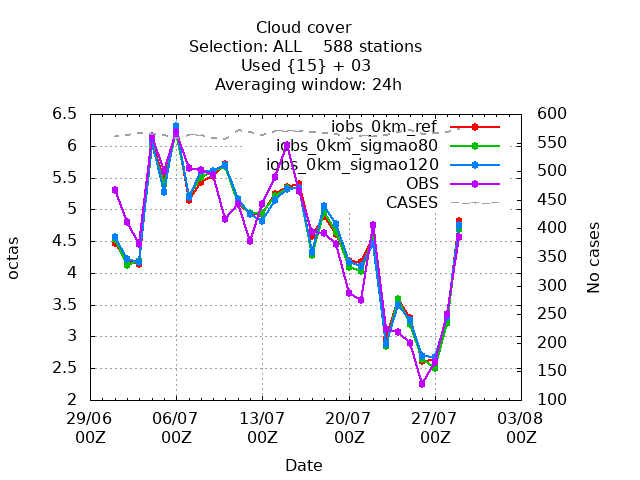 Cloud cover
Selection: ALL 588 stations
Used {15} + 03
Averaging window: 24h
6.5
6
5.5
5
4.5
4
3.5
3
2.5
2
octas
600
550
500
450
400
350
300
250
200
150
100
No cases
iobs_0km_ref
iobs_0km_sigmao80
iobs_0km_sigmao120
OBS
CASES
29/06 06/07 13/07 20/07 27/07 03/08
00Z 00Z 00Z 00Z 00Z 00Z
Date